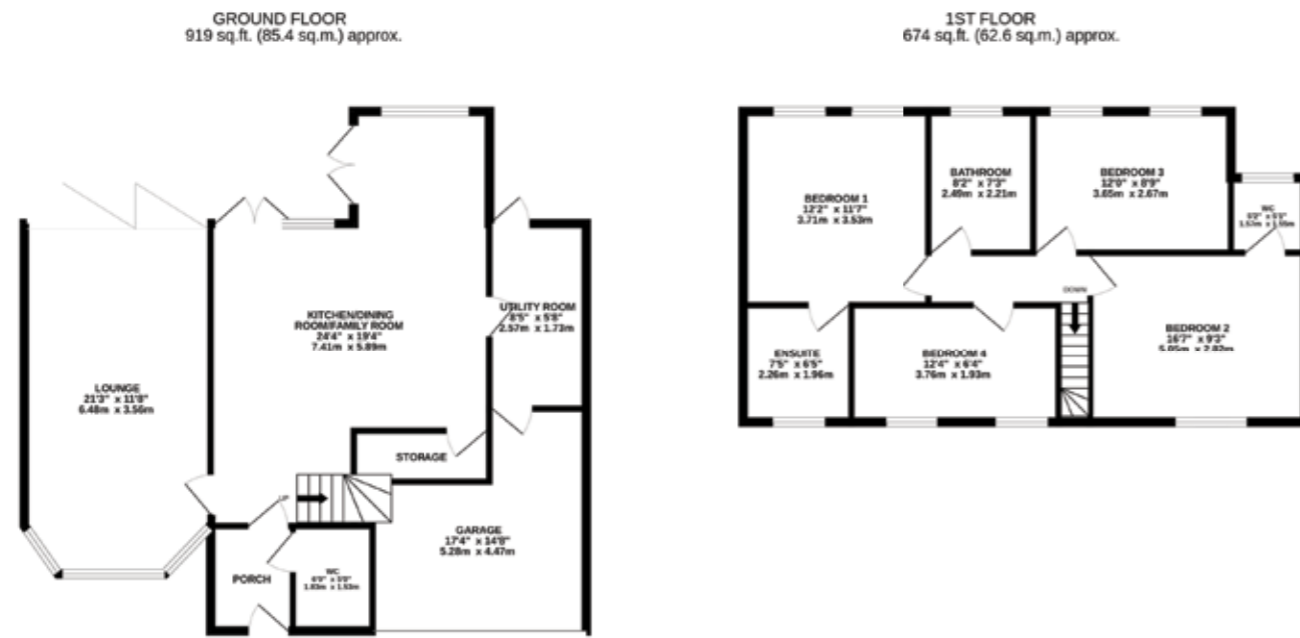 GROUND FLOOR
919 sq.ft. (85.4 sq.m.) approx.
KITCHEN/DINING
ROOM/FAMILY ROOM
24'4" x 19'4"
7.41m x 5.89m
UTILITY ROOM
8'5" x 5'8"
2.57m x 1.73m
LOUNGE
21'3" x 11'8"
6.48m x 3.56m
STORAGE
UP
GARAGE
17'4" x 14'8"
5.28m x 4.47m
PORCH
WC
1.83m x 1.53m
1ST FLOOR
674 sq.ft. (62.6 sq.m.) approx.
BEDROOM 1
12'2" x 11'7"
3.71m x 3.53m
BATHROOM
8'2" x 7'3"
2.49m x 2.21m
BEDROOM 3
12'0" x 8'9"
3.65m x 2.67m
WC
DOWN
BEDROOM 2
16'7" x 9'3"
ENSUITE
7'5" x 6'5"
2.26m x 1.96m
BEDROOM 4
12'4" x 6'4"
3.76m x 1.93m